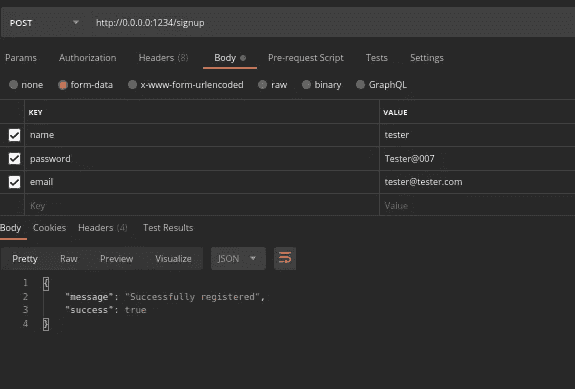 POST http://0.0.0.0:1234/signup
Params Authorization Headers (8) Body Pre-request Script Tests Settings
none form-data x-www-form-urlencoded raw binary GraphQL
KEY VALUE
name tester
password Tester@007
email tester@tester.com
Key Value
Body Cookies Headers (4) Test Results
Pretty Raw Preview Visualize JSON
1 {
2 "message": "Successfully registered",
3 "success": true
4 }